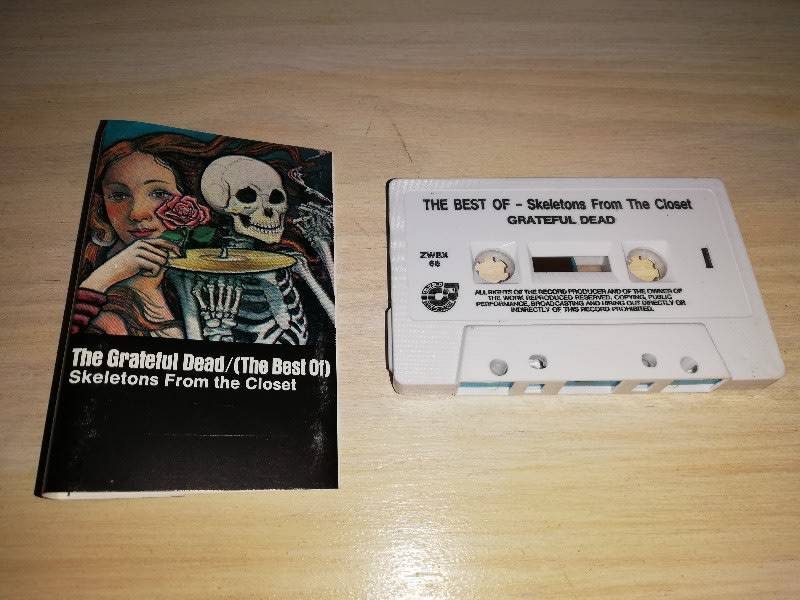 The Grateful Dead/(The Best Of)
Skeletons From the Closet
THE BEST OF - Skeletons From The Closet
GRATEFUL DEAD
ZWBX
66
I
ALL RIGHTS OF THE RECORD PRODUCER AND OF THE OWNER OF
THE WORK REPRODUCED RESERVED. COPYING, PUBLIC
PERFORMANCE, BROADCASTING AND HIRING OUT DIRECTLY OR
INDIRECTLY OF THIS RECORD PROHIBITED.